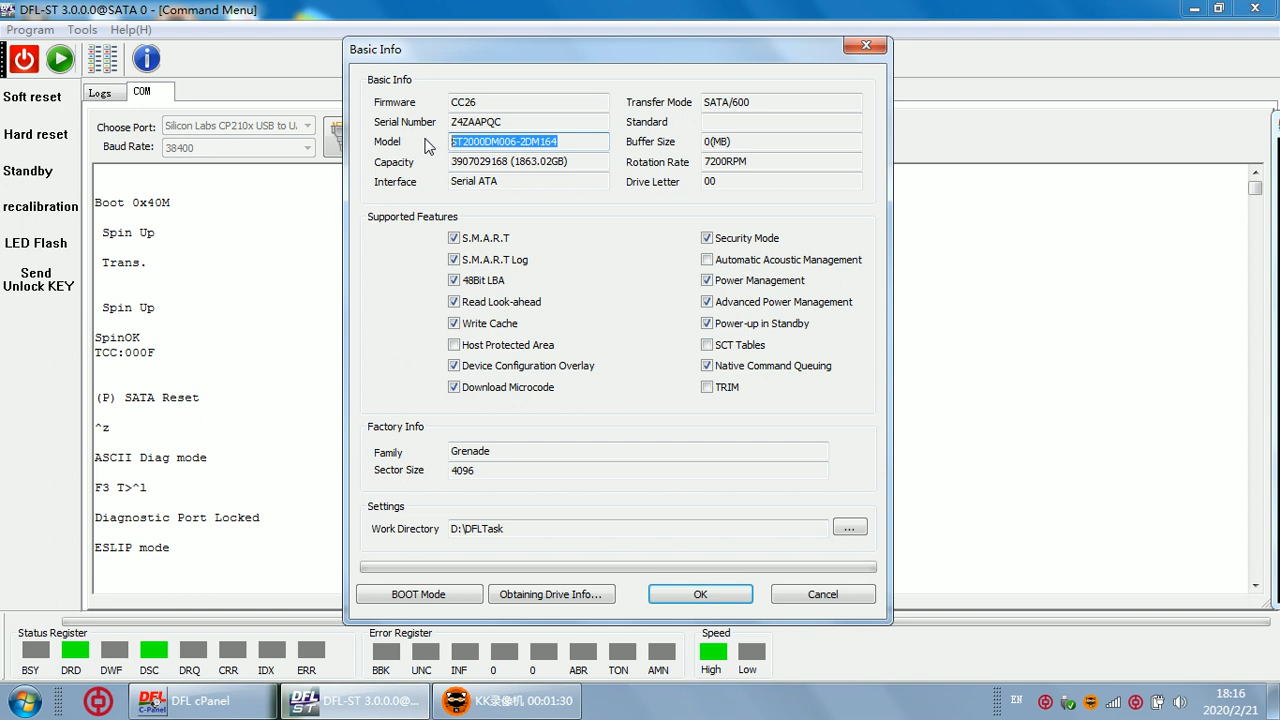 DFL-ST 3.0.0.0@SATA 0 - [Command Menu]
Program Tools Help(H)
Soft reset
Hard reset
Standby
recalibration
LED Flash
Send
Unlock KEY
Logs COM
Choose Port: Silicon Labs CP210x USB to U
Baud Rate: 38400
Boot 0x40M
Spin Up
Trans.
Spin Up
SpinOK
TCC:000F
(P) SATA Reset
^z
ASCII Diag mode
F3 T>^l
Diagnostic Port Locked
ESLIP mode
Basic Info
Basic Info
Firmware CC26 Transfer Mode SATA/600
Serial Number Z4ZAAPQC Standard
Model ST2000DM006-2DM164 Buffer Size 0(MB)
Capacity 3907029168 (1863.02GB) Rotation Rate 7200RPM
Interface Serial ATA Drive Letter 00
Supported Features
S.M.A.R.T Security Mode
S.M.A.R.T Log Automatic Acoustic Management
48Bit LBA Power Management
Read Look-ahead Advanced Power Management
Write Cache Power-up in Standby
Host Protected Area SCT Tables
Device Configuration Overlay Native Command Queuing
Download Microcode TRIM
Factory Info
Family Grenade
Sector Size 4096
Settings
Work Directory D:\DFLTask ...
BOOT Mode Obtaining Drive Info... OK Cancel
Status Register Error Register Speed
BSY DRD DWF DSC DRQ CRR IDX ERR BBK UNC INF 0 0 ABR TON AMN High Low
DFL C-Panel DFL cPanel DFL ST DFL-ST 3.0.0.0@... KK录像机 00:01:30 EN 18:16
2020/2/21